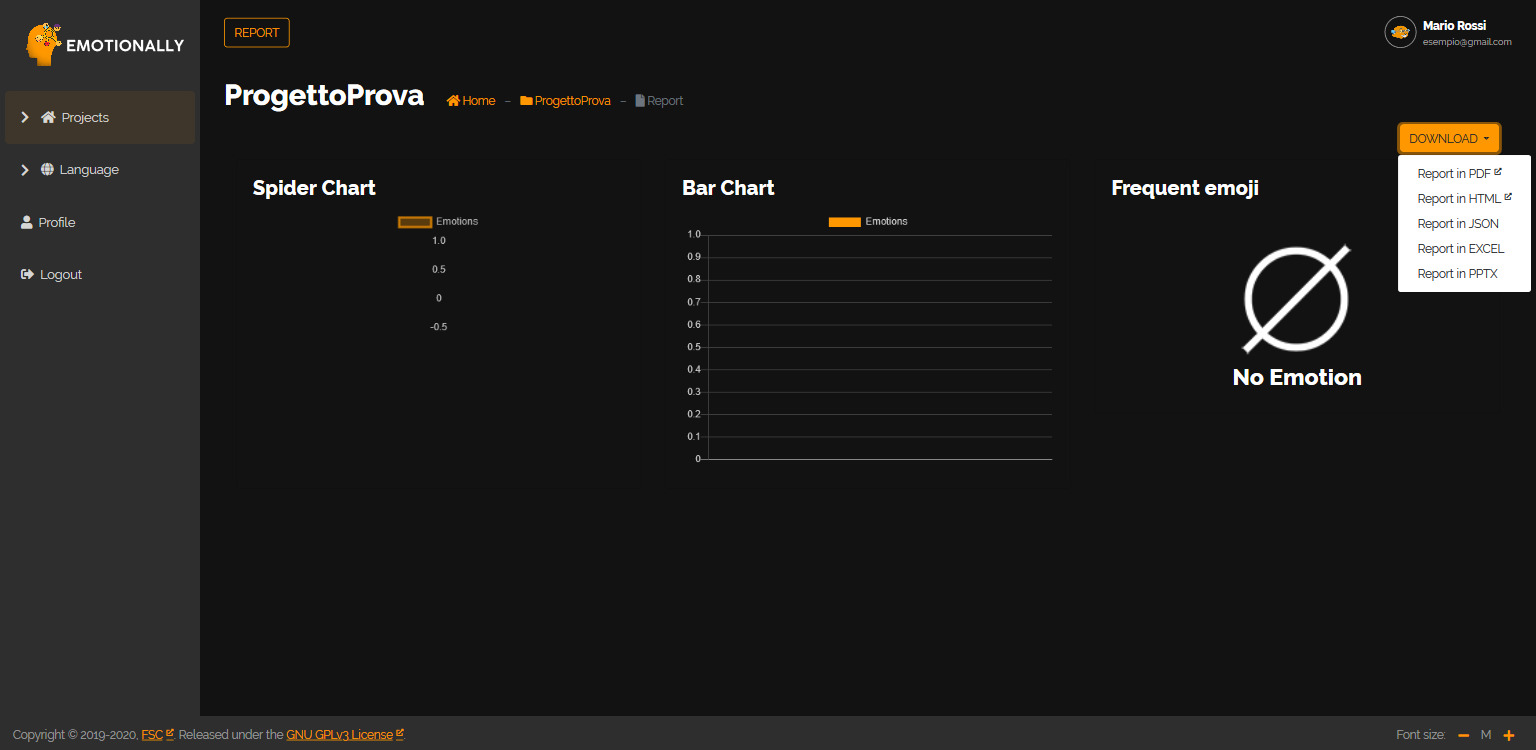 EMOTIONALLY
Projects
Language
Profile
Logout
REPORT
Mario Rossi
esempio@gmail.com
ProgettoProva
Home – ProgettoProva – Report
DOWNLOAD
Report in PDF
Report in HTML
Report in JSON
Report in EXCEL
Report in PPTX
Spider Chart
Emotions
1.0
0.5
0
-0.5
Bar Chart
Emotions
1.0
0.9
0.8
0.7
0.6
0.5
0.4
0.3
0.2
0.1
0
Frequent emoji
No Emotion
Copyright © 2019-2020, FSC. Released under the GNU GPLv3 License
Font size: − M +